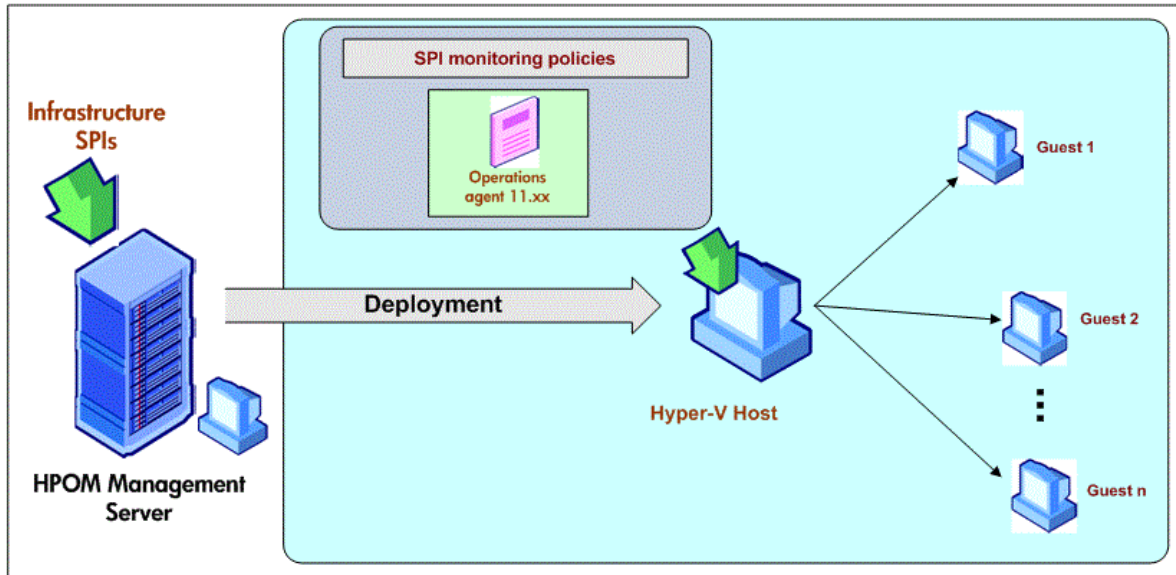 SPI monitoring policies
Operations
agent 11.xx
Infrastructure
SPIs
Guest 1
Deployment
Guest 2
Hyper-V Host
HPOM Management
Server
Guest n